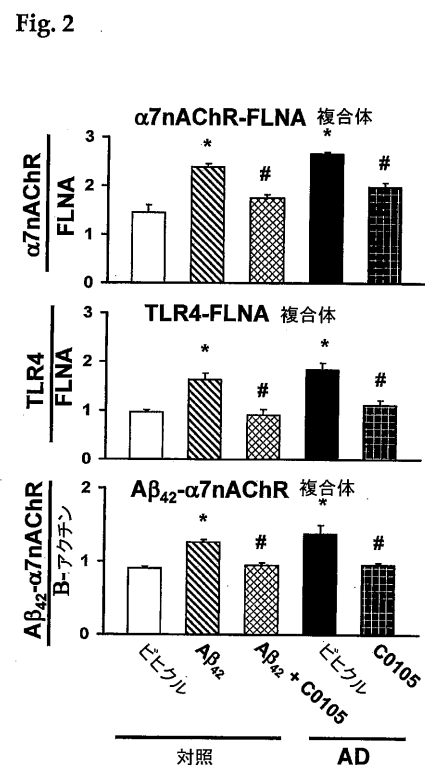 Fig. 2
α7nAChR-FLNA 複合体
α7nAChR
FLNA
3
2
1
0
*
#
*
#
TLR4-FLNA 複合体
TLR4
FLNA
3
2
1
0
*
#
*
#
Aβ42-α7nAChR 複合体
Aβ42-α7nAChR
B-アクチン
2
1
0
*
#
*
#
ビヒクル
Aβ42
Aβ42 + C0105
ビヒクル
C0105
対照
AD